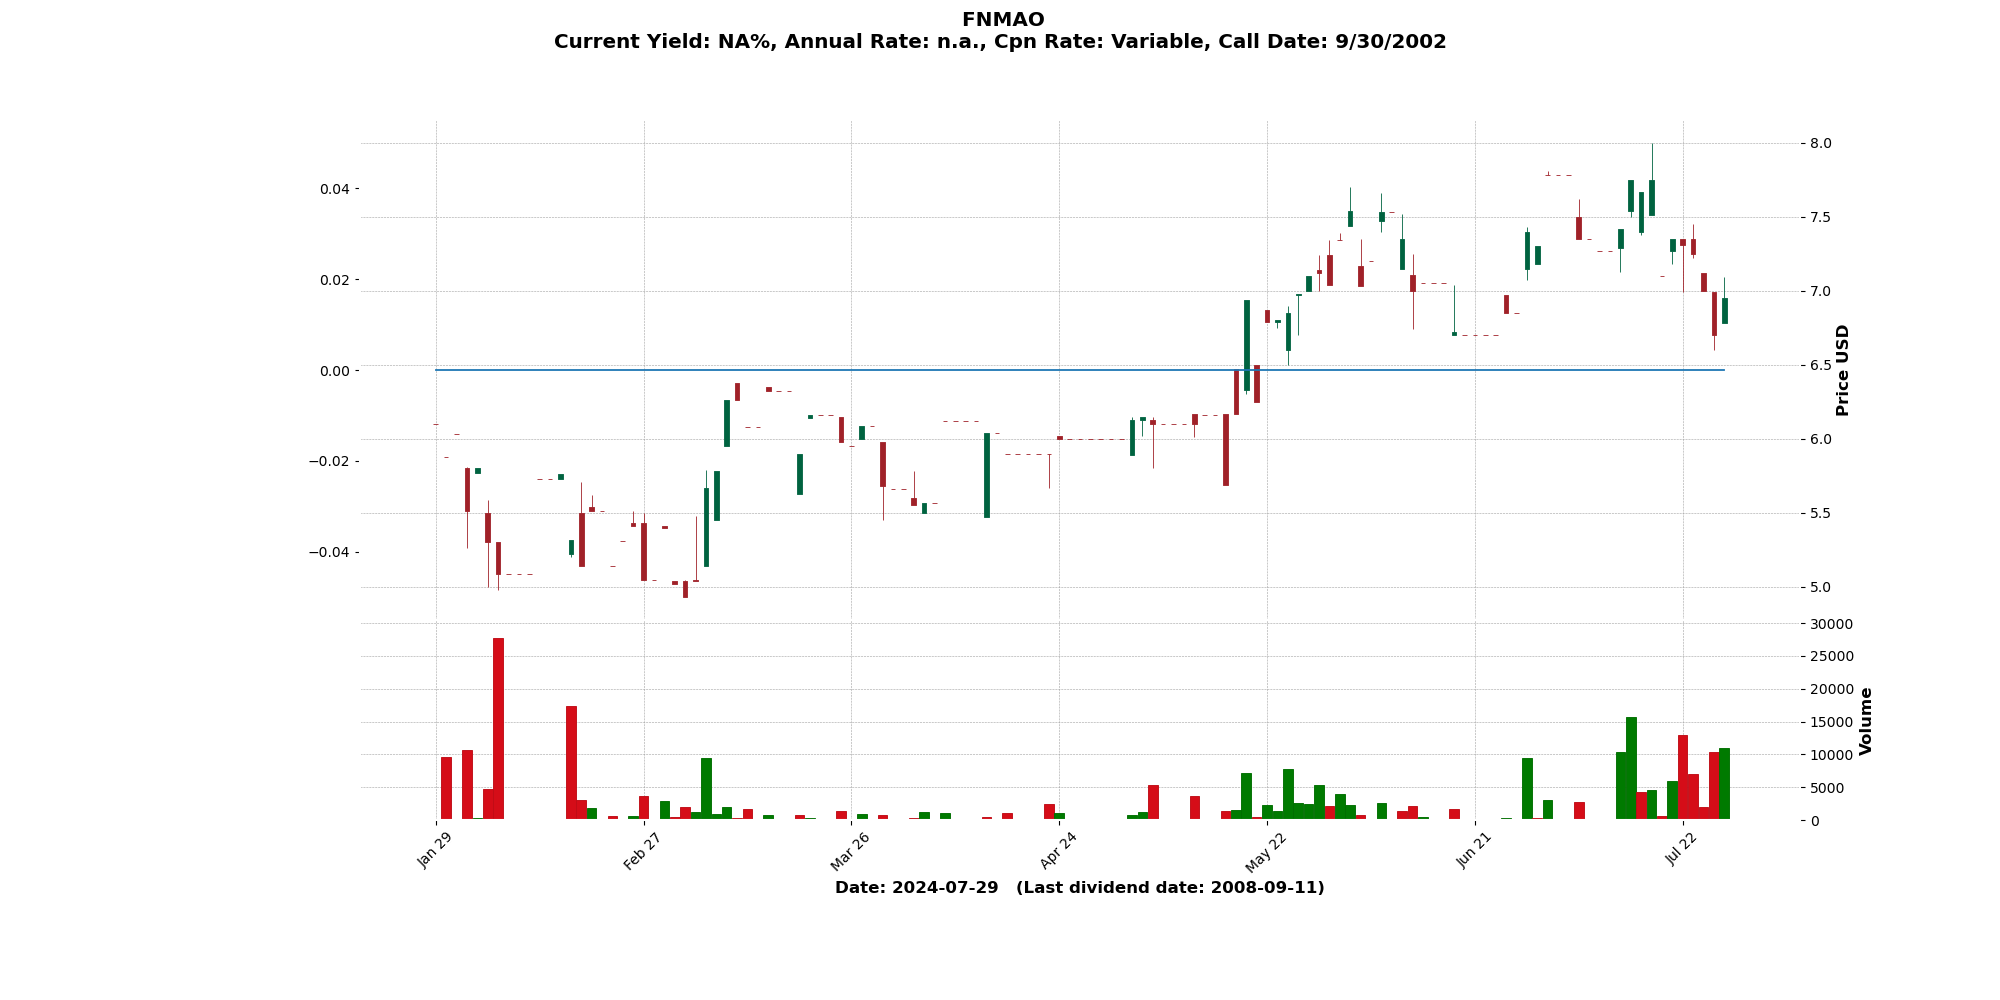 FNMAO
Current Yield: NA%, Annual Rate: n.a., Cpn Rate: Variable, Call Date: 9/30/2002
0.04
0.02
0.00
−0.02
−0.04
8.0
7.5
7.0
6.5
6.0
5.5
5.0
Price USD
30000
25000
20000
15000
10000
5000
0
Volume
Jan 29
Feb 27
Mar 26
Apr 24
May 22
Jun 21
Jul 22
Date: 2024-07-29 (Last dividend date: 2008-09-11)